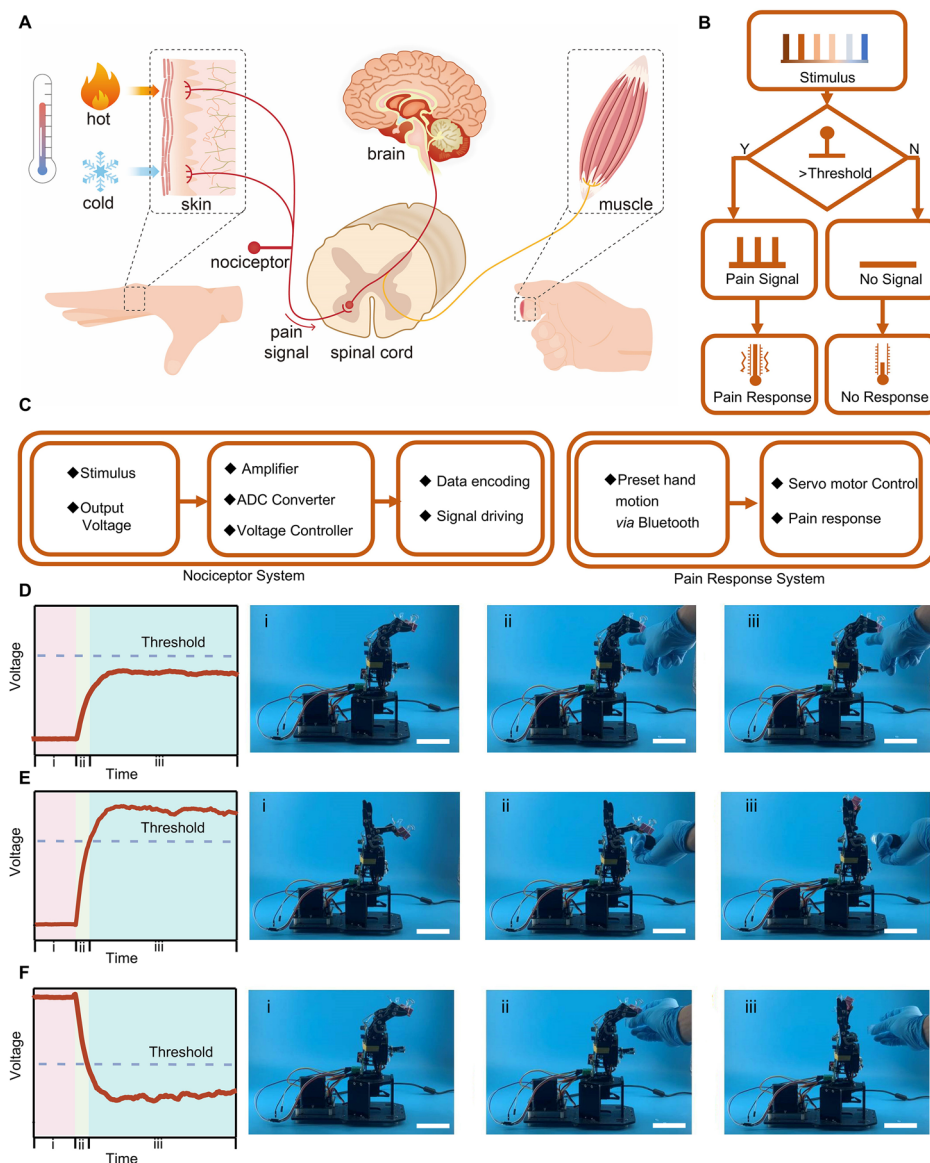 A
hot
cold
skin
nociceptor
pain
signal
brain
spinal cord
muscle
B
Stimulus
Y
N
>Threshold
Pain Signal
No Signal
Pain Response
No Response
C
Stimulus
Output
Voltage
Amplifier
ADC Converter
Voltage Controller
Data encoding
Signal driving
Nociceptor System
Preset hand
motion
via Bluetooth
Servo motor Control
Pain response
Pain Response System
D
Voltage
Threshold
i
ii
iii
Time
i
ii
iii
E
Voltage
Threshold
i
ii
iii
Time
i
ii
iii
F
Voltage
Threshold
i
ii
iii
Time
i
ii
iii